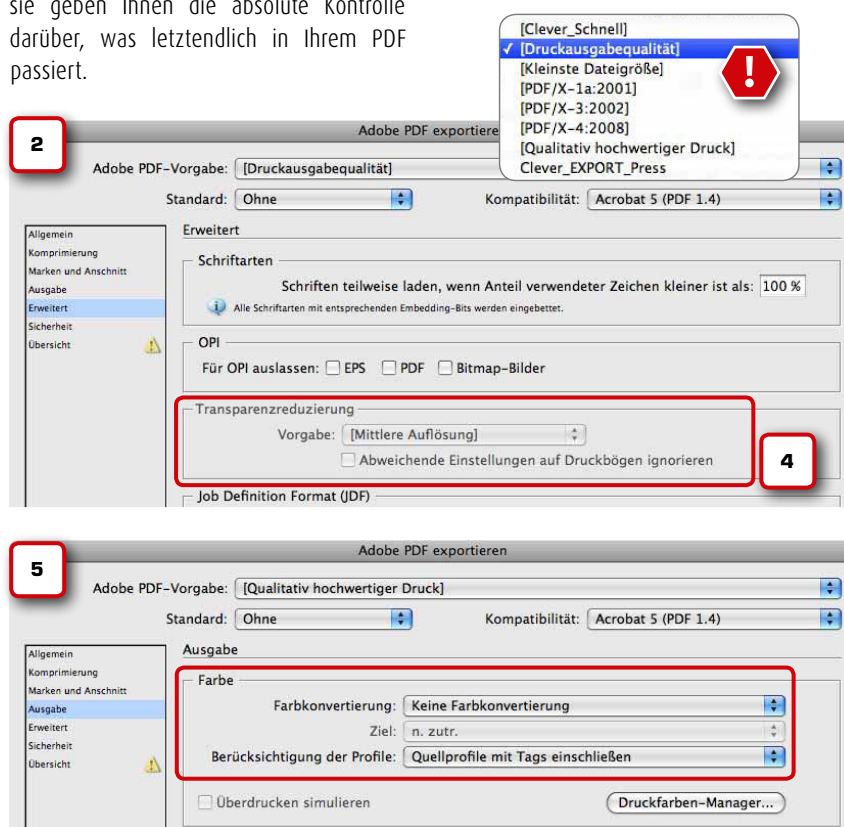 sie geben Ihnen die absolute Kontrolle
darüber, was letztendlich in Ihrem PDF
passiert.
[Clever_Schnell]
✓ [Druckausgabequalität]
[Kleinste Dateigröße]
[PDF/X-1a:2001]
[PDF/X-3:2002]
[PDF/X-4:2008]
[Qualitativ hochwertiger Druck]
Clever_EXPORT_Press
!
2
Adobe PDF exportiere
Adobe PDF-Vorgabe: [Druckausgabequalität]
Standard: Ohne Kompatibilität: Acrobat 5 (PDF 1.4)
Allgemein
Komprimierung
Marken und Anschnitt
Ausgabe
Erweitert
Sicherheit
Übersicht
Erweitert
Schriftarten
Schriften teilweise laden, wenn Anteil verwendeter Zeichen kleiner ist als: 100 %
Alle Schriftarten mit entsprechenden Embedding-Bits werden eingebettet.
OPI
Für OPI auslassen: EPS PDF Bitmap-Bilder
Transparenzreduzierung
Vorgabe: [Mittlere Auflösung]
Abweichende Einstellungen auf Druckbögen ignorieren
4
Job Definition Format (JDF)
5
Adobe PDF exportieren
Adobe PDF-Vorgabe: [Qualitativ hochwertiger Druck]
Standard: Ohne Kompatibilität: Acrobat 5 (PDF 1.4)
Allgemein
Komprimierung
Marken und Anschnitt
Ausgabe
Erweitert
Sicherheit
Übersicht
Ausgabe
Farbe
Farbkonvertierung: Keine Farbkonvertierung
Ziel: n. zutr.
Berücksichtigung der Profile: Quellprofile mit Tags einschließen
Überdrucken simulieren
Druckfarben-Manager...